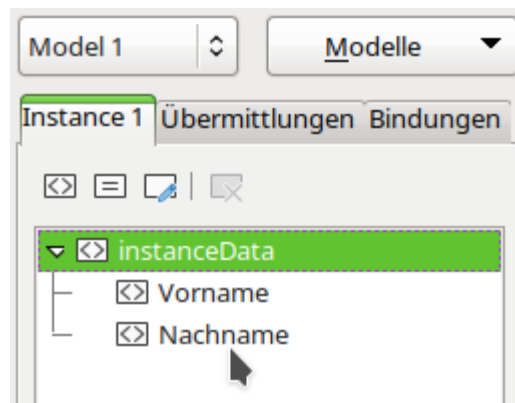 Model 1 Modelle
Instance 1 Übermittlungen Bindungen
instanceData
Vorname
Nachname